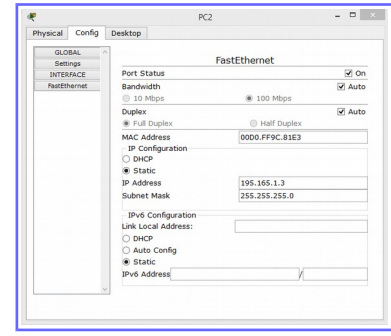 PC2
Physical Config Desktop
GLOBAL
Settings
INTERFACE
FastEthernet
FastEthernet
Port Status On
Bandwidth Auto
10 Mbps 100 Mbps
Duplex Auto
Full Duplex Half Duplex
MAC Address 00D0.FF9C.81E3
IP Configuration
DHCP
Static
IP Address 195.165.1.3
Subnet Mask 255.255.255.0
IPv6 Configuration
Link Local Address:
DHCP
Auto Config
Static
IPv6 Address /